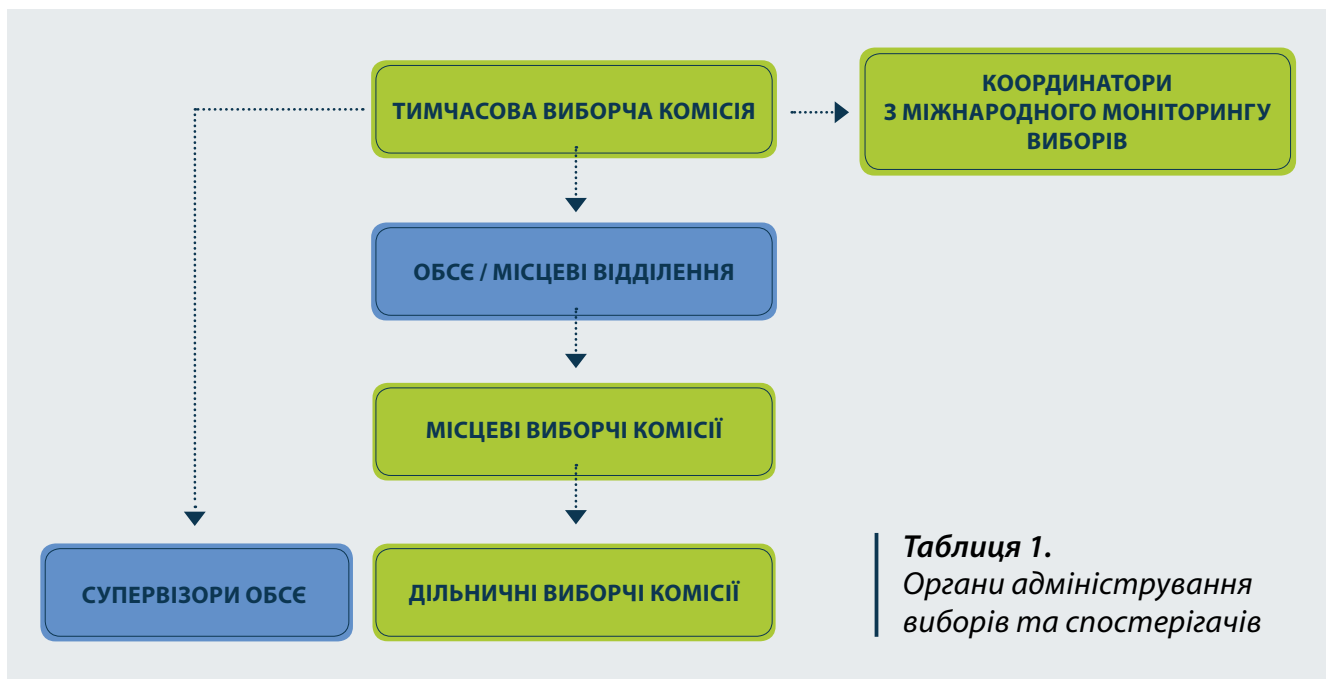 ТИМЧАСОВА ВИБОРЧА КОМІСІЯ
КООРДИНАТОРИ
З МІЖНАРОДНОГО МОНІТОРИНГУ
ВИБОРІВ
ОБСЄ / МІСЦЕВІ ВІДДІЛЕННЯ
МІСЦЕВІ ВИБОРЧІ КОМІСІЇ
СУПЕРВІЗОРИ ОБСЄ
ДІЛЬНИЧНІ ВИБОРЧІ КОМІСІЇ
Таблиця 1.
Органи адміністрування
виборів та спостерігачів